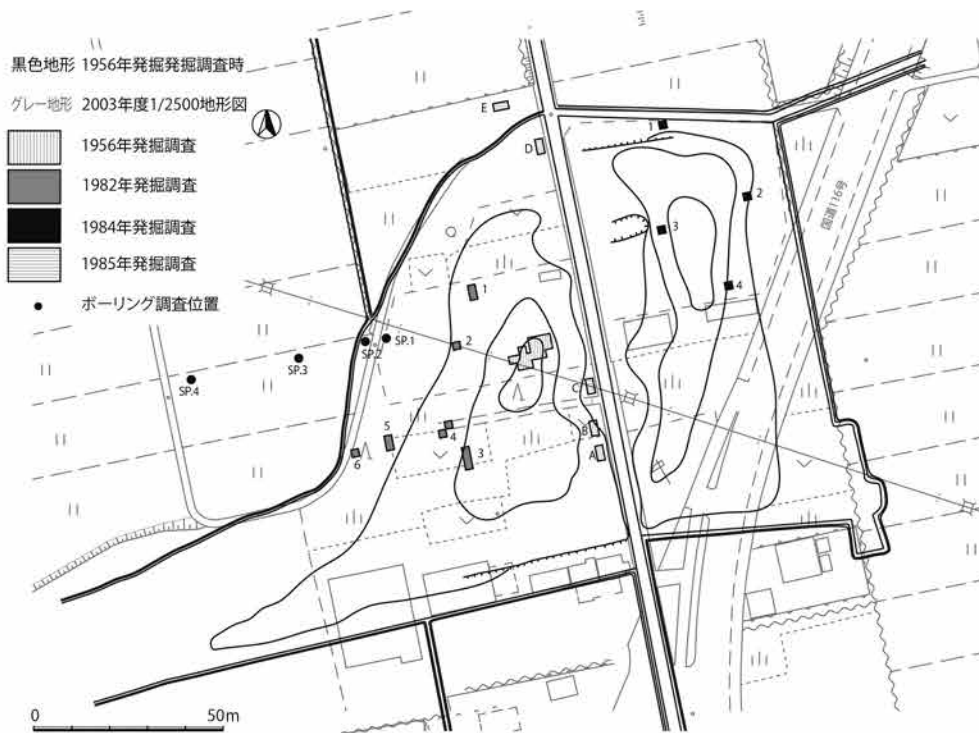 黒色地形 1956年発掘発掘調査時
グレー地形 2003年度1/2500地形図
1956年発掘調査
1982年発掘調査
1984年発掘調査
1985年発掘調査
ボーリング調査位置
E
D
1
2
3
4
国道116号
1
2
SP.1
SP.2
SP.3
SP.4
C
B
A
5
4
3
6
0 50m